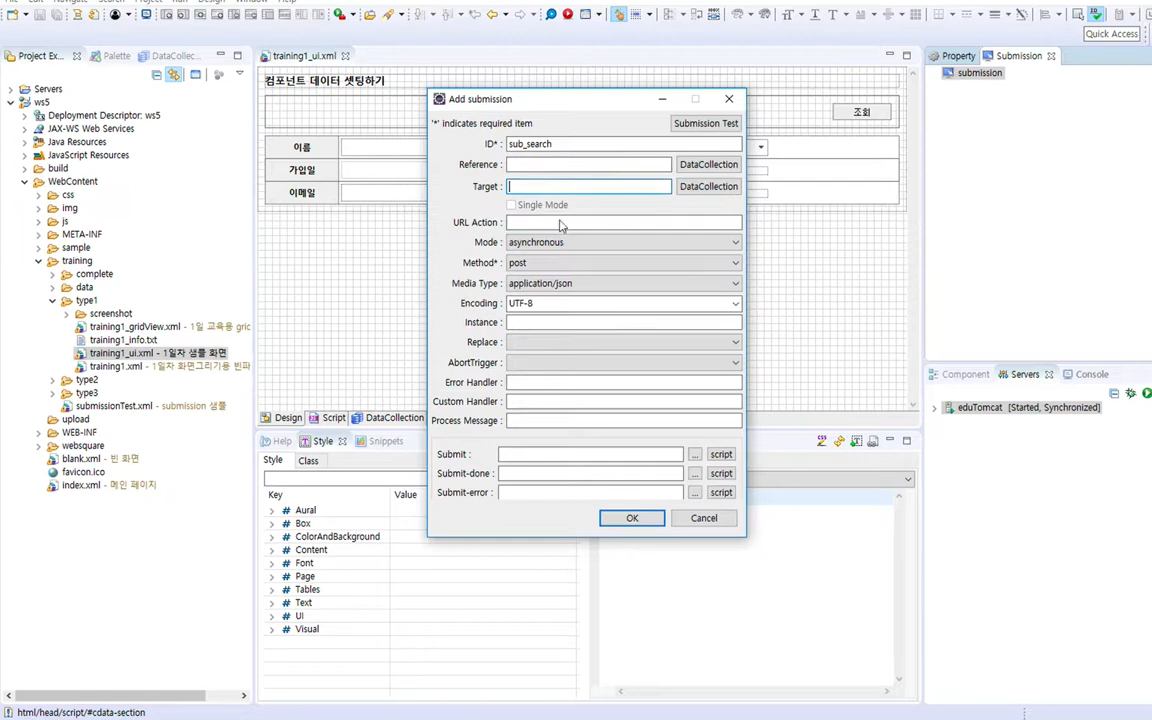 Quick Access
Project Ex...
Palette
DataCollec...
training1_ui.xml
Property
Submission
Servers
ws5
Deployment Descriptor: ws5
JAX-WS Web Services
Java Resources
JavaScript Resources
build
WebContent
css
img
js
META-INF
sample
training
complete
data
type1
screenshot
training1_gridView.xml - 1일 교육용 gric
training1_info.txt
training1_ui.xml - 1일차 샘플 화면
training1.xml - 1일차 화면그리기용 빈파
type2
type3
submissionTest.xml - submission 샘플
upload
WEB-INF
websquare
blank.xml - 빈 화면
favicon.ico
index.xml - 메인 페이지
컴포넌트 데이터 셋팅하기
조회
이름
가입일
이메일
Add submission
'*' indicates required item
Submission Test
ID* :
sub_search
Reference :
DataCollection
Target :
DataCollection
Single Mode
URL Action :
Mode :
asynchronous
Method* :
post
Media Type :
application/json
Encoding :
UTF-8
Instance :
Replace :
AbortTrigger :
Error Handler :
Custom Handler :
Process Message :
Submit :
...
script
Submit-done :
...
script
Submit-error :
...
script
OK
Cancel
submission
Component
Servers
Console
eduTomcat [Started, Synchronized]
Design
Script
DataCollection
Help
Style
Snippets
Style
Class
Key
Value
# Aural
# Box
# ColorAndBackground
# Content
# Font
# Page
# Tables
# Text
# UI
# Visual
html/head/script/#cdata-section